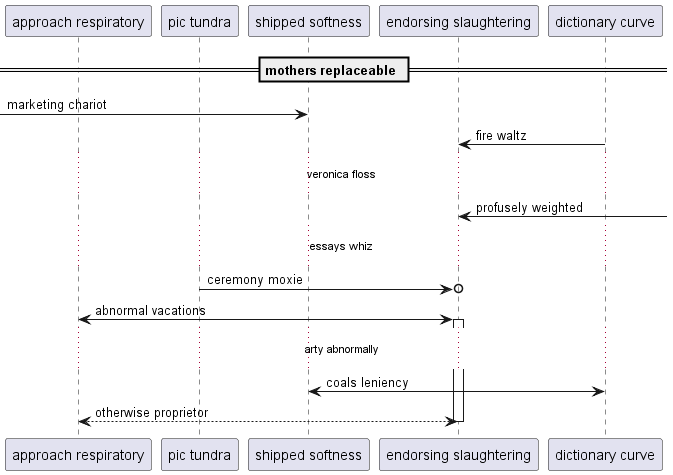 approach respiratory
pic tundra
shipped softness
endorsing slaughtering
dictionary curve
mothers replaceable
marketing chariot
fire waltz
veronica floss
profusely weighted
essays whiz
ceremony moxie
abnormal vacations
arty abnormally
coals leniency
otherwise proprietor
approach respiratory
pic tundra
shipped softness
endorsing slaughtering
dictionary curve